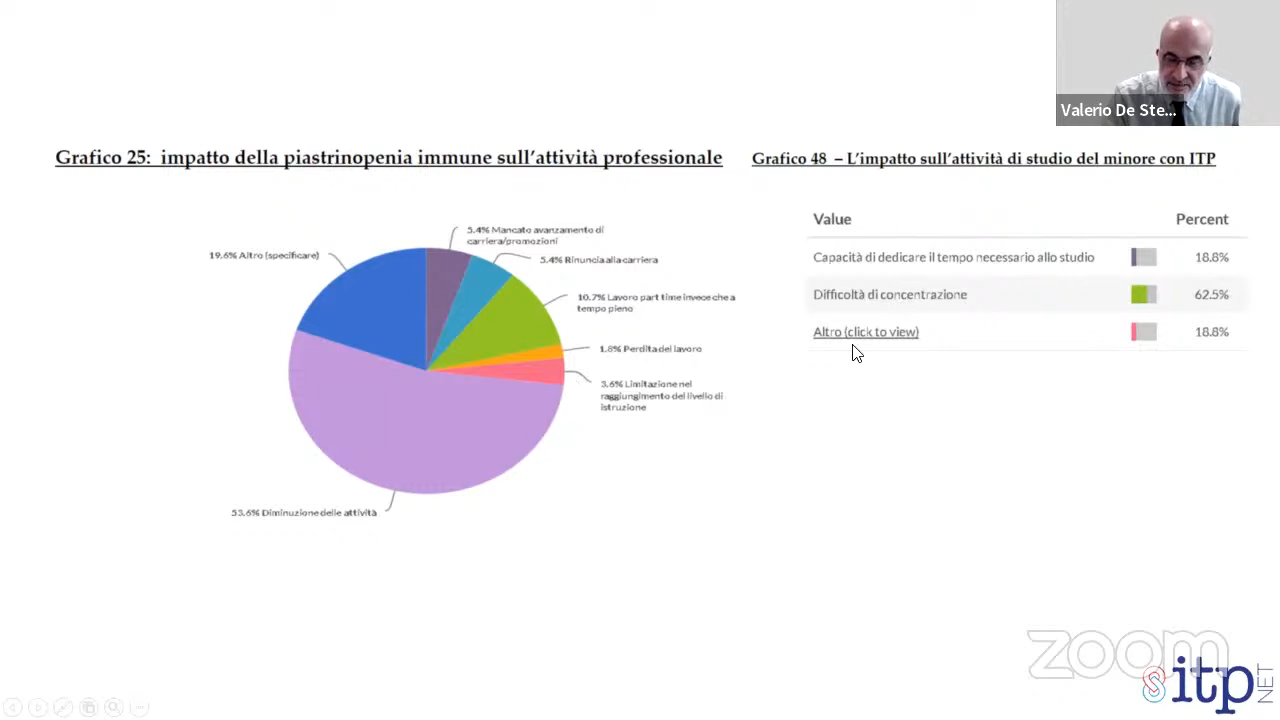 Valerio De Ste...
Grafico 25: impatto della piastrinopenia immune sull'attività professionale
Grafico 48 – L'impatto sull'attività di studio del minore con ITP
5.4% Mancato avanzamento di
carriera/promozioni
19.6% Altro (specificare)
5.4% Rinuncia alla carriera
10.7% Lavoro part time invece che a
tempo pieno
1.8% Perdita del lavoro
3.6% Limitazione nel
raggiungimento del livello di
istruzione
53.6% Diminuzione delle attività
Value Percent
Capacità di dedicare il tempo necessario allo studio 18.8%
Difficoltà di concentrazione 62.5%
Altro (click to view) 18.8%
zoom
itp NET